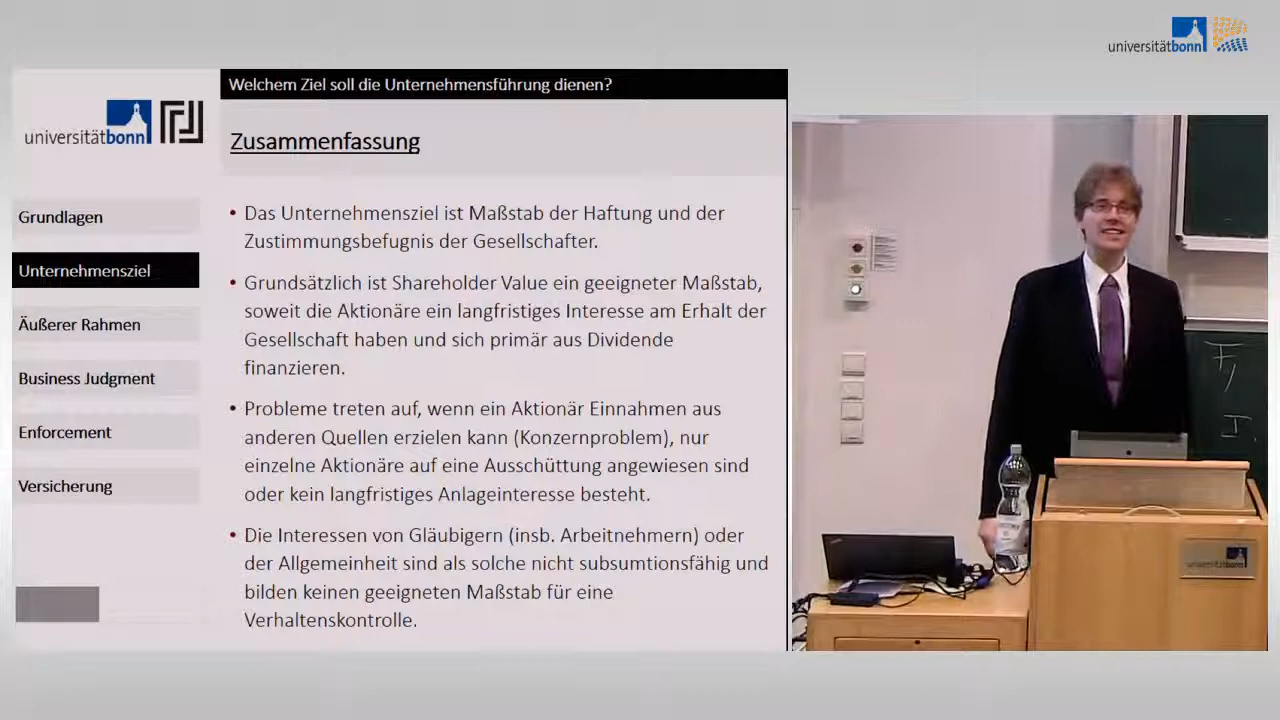 universitätbonn
Welchem Ziel soll die Unternehmensführung dienen?
universitätbonn
Zusammenfassung
Grundlagen
Unternehmensziel
Äußerer Rahmen
Business Judgment
Enforcement
Versicherung
• Das Unternehmensziel ist Maßstab der Haftung und der
Zustimmungsbefugnis der Gesellschafter.
• Grundsätzlich ist Shareholder Value ein geeigneter Maßstab,
soweit die Aktionäre ein langfristiges Interesse am Erhalt der
Gesellschaft haben und sich primär aus Dividende
finanzieren.
• Probleme treten auf, wenn ein Aktionär Einnahmen aus
anderen Quellen erzielen kann (Konzernproblem), nur
einzelne Aktionäre auf eine Ausschüttung angewiesen sind
oder kein langfristiges Anlageinteresse besteht.
• Die Interessen von Gläubigern (insb. Arbeitnehmern) oder
der Allgemeinheit sind als solche nicht subsumtionsfähig und
bilden keinen geeigneten Maßstab für eine
Verhaltenskontrolle.
universitätbonn